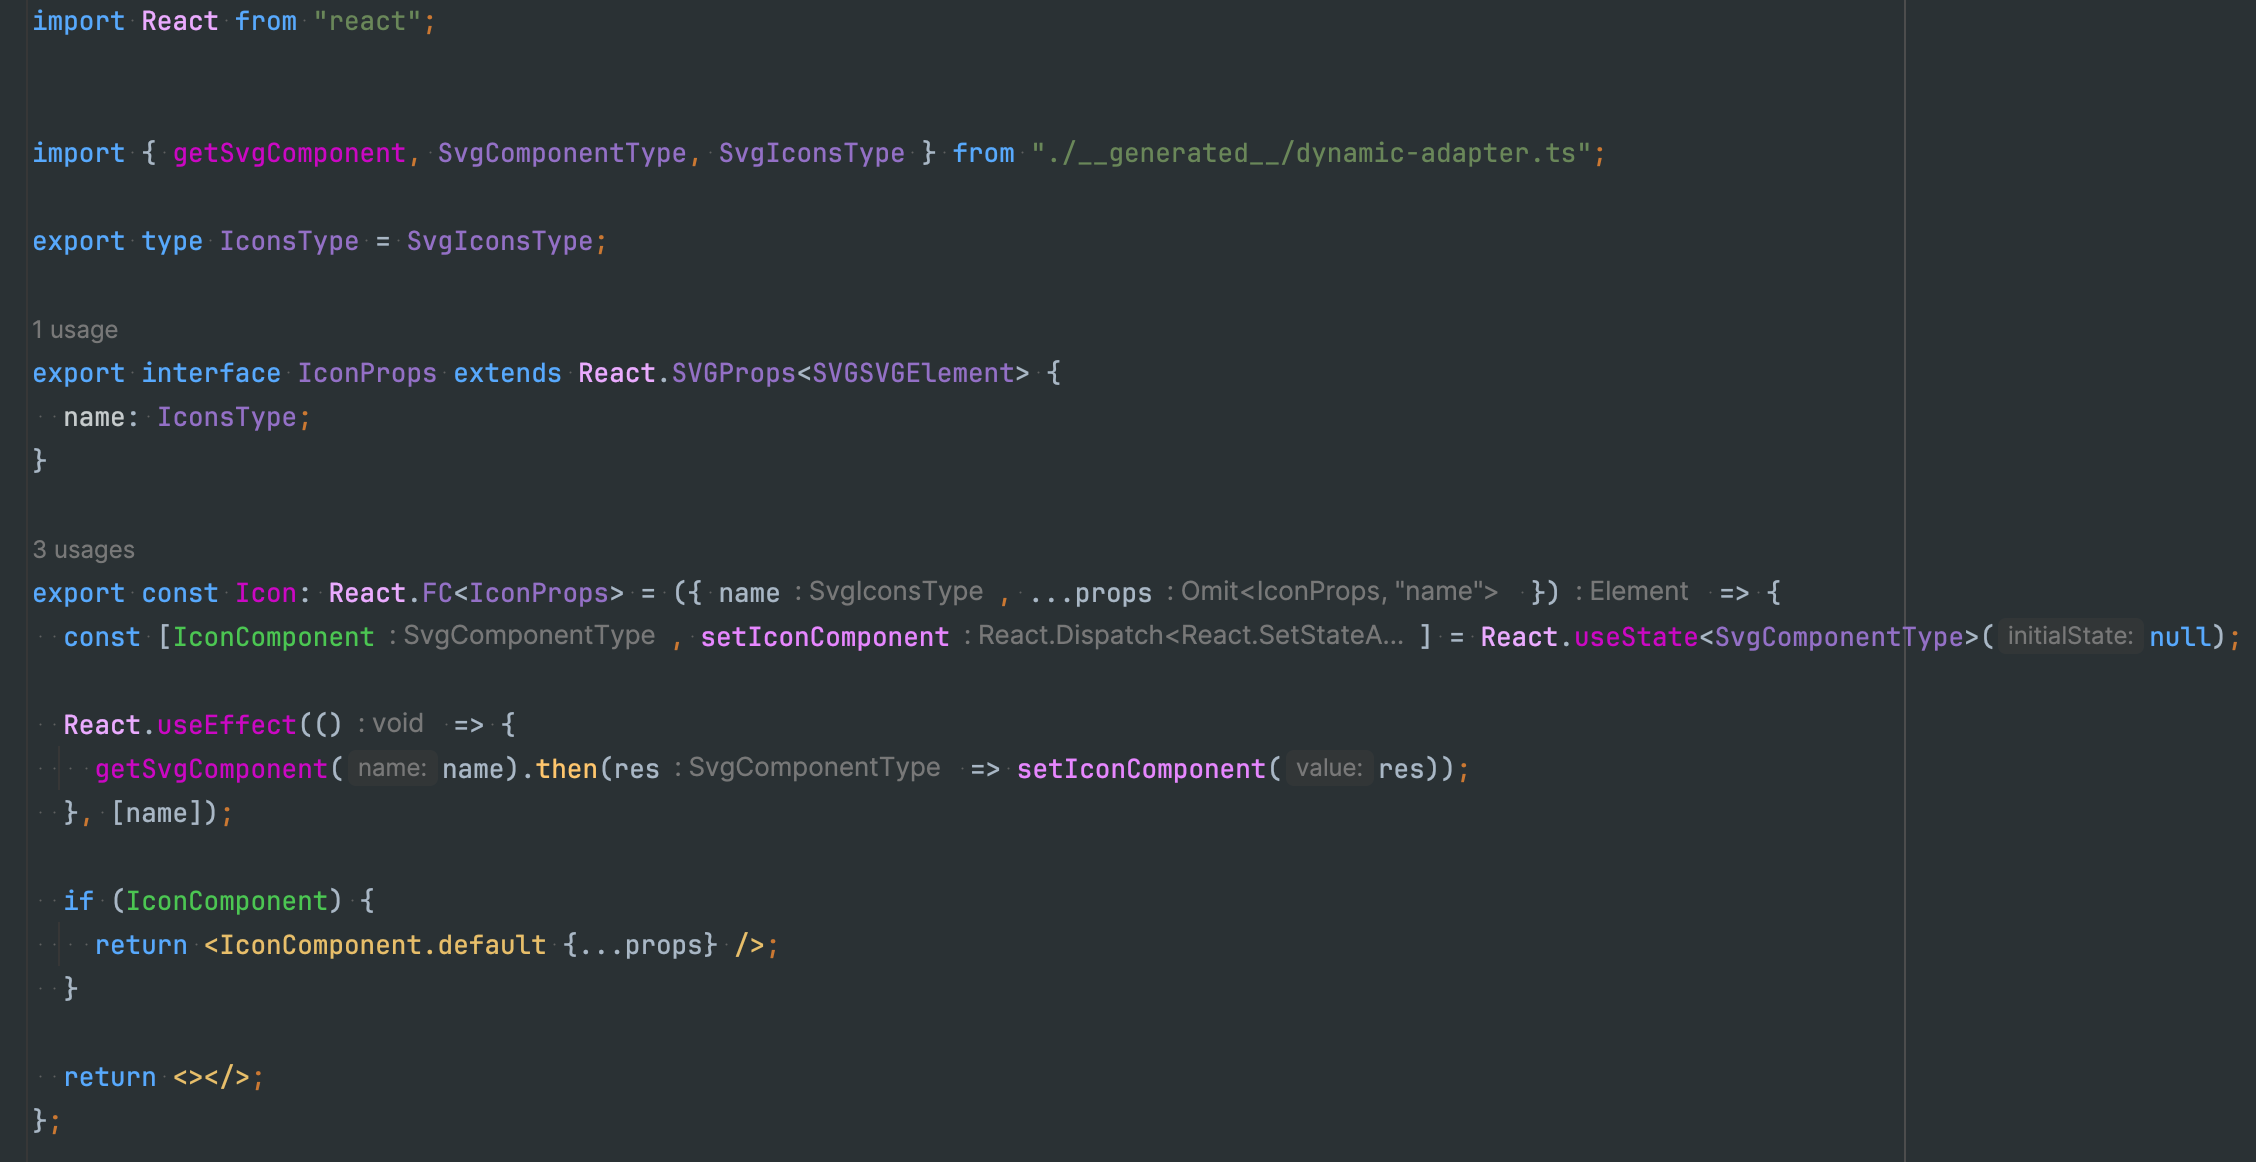 import React from "react";
import { getSvgComponent, SvgComponentType, SvgIconsType } from "./__generated__/dynamic-adapter.ts";
export type IconsType = SvgIconsType;
1 usage
export interface IconProps extends React.SVGProps<SVGSVGElement> {
name: IconsType;
}
3 usages
export const Icon: React.FC<IconProps> = ({ name : SvgIconsType , ...props : Omit<IconProps, "name"> }) : Element => {
const [IconComponent : SvgComponentType , setIconComponent : React.Dispatch<React.SetStateA... ] = React.useState<SvgComponentType>( initialState: null);
React.useEffect(() : void => {
getSvgComponent( name: name).then(res : SvgComponentType => setIconComponent( value: res));
}, [name]);
if (IconComponent) {
return <IconComponent.default {...props} />;
}
return <></>;
};